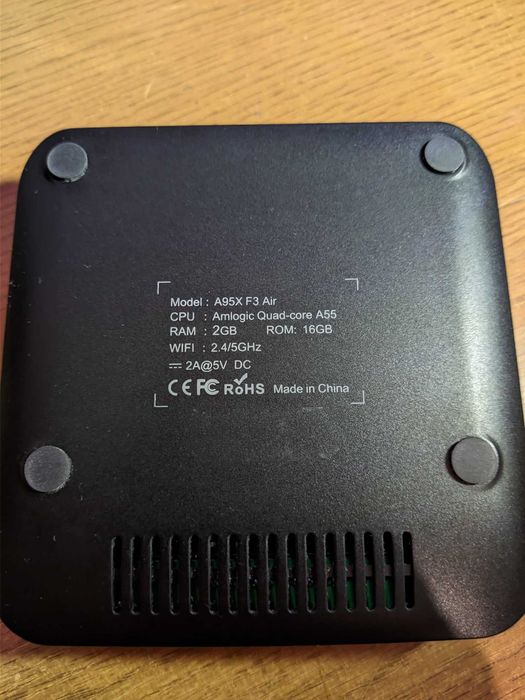 Model : A95X F3 Air
CPU : Amlogic Quad-core A55
RAM : 2GB ROM: 16GB
WIFI : 2.4/5GHz
⎓ 2A@5V DC
CE FC RoHS Made in China